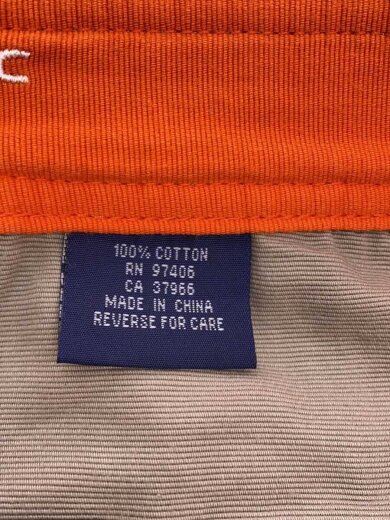 100% COTTON
RN 97406
CA 37966
MADE IN CHINA
REVERSE FOR CARE